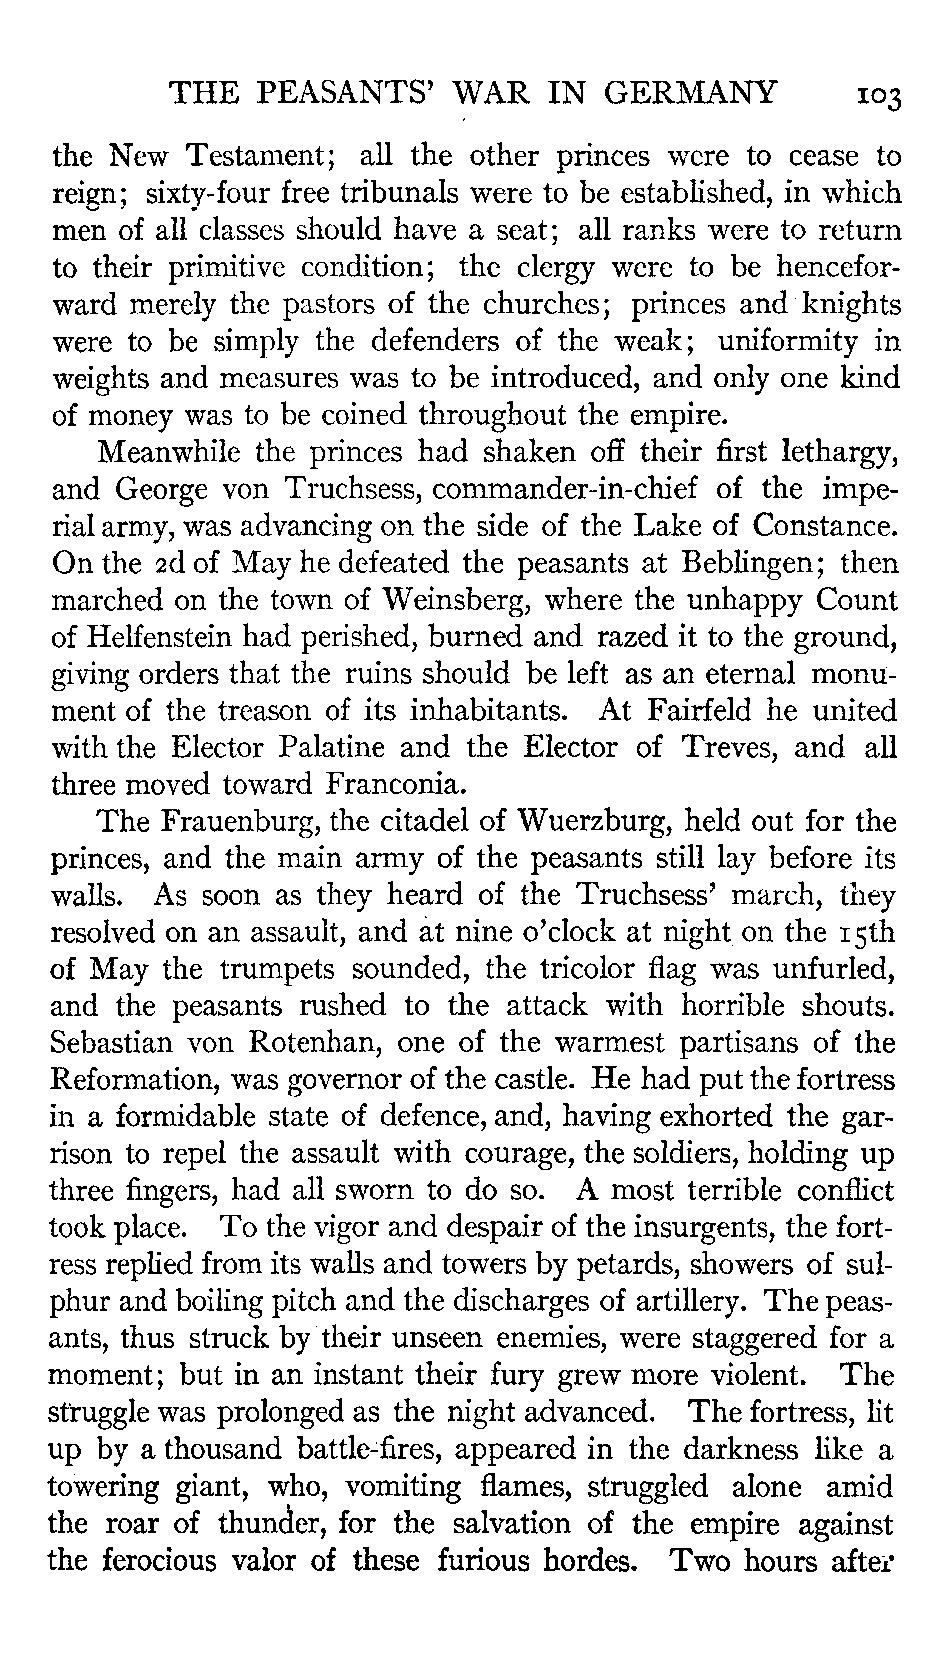 THE PEASANTS' WAR IN GERMANY 103
the New Testament; all the other princes were to cease to
reign; sixty-four free tribunals were to be established, in which
men of all classes should have a seat; all ranks were to return
to their primitive condition; the clergy were to be hencefor-
ward merely the pastors of the churches; princes and knights
were to be simply the defenders of the weak; uniformity in
weights and measures was to be introduced, and only one kind
of money was to be coined throughout the empire.
Meanwhile the princes had shaken off their first lethargy,
and George von Truchsess, commander-in-chief of the impe-
rial army, was advancing on the side of the Lake of Constance.
On the 2d of May he defeated the peasants at Beblingen; then
marched on the town of Weinsberg, where the unhappy Count
of Helfenstein had perished, burned and razed it to the ground,
giving orders that the ruins should be left as an eternal monu-
ment of the treason of its inhabitants. At Fairfeld he united
with the Elector Palatine and the Elector of Treves, and all
three moved toward Franconia.
The Frauenburg, the citadel of Wuerzburg, held out for the
princes, and the main army of the peasants still lay before its
walls. As soon as they heard of the Truchsess' march, they
resolved on an assault, and at nine o'clock at night on the 15th
of May the trumpets sounded, the tricolor flag was unfurled,
and the peasants rushed to the attack with horrible shouts.
Sebastian von Rotenhan, one of the warmest partisans of the
Reformation, was governor of the castle. He had put the fortress
in a formidable state of defence, and, having exhorted the gar-
rison to repel the assault with courage, the soldiers, holding up
three fingers, had all sworn to do so. A most terrible conflict
took place. To the vigor and despair of the insurgents, the fort-
ress replied from its walls and towers by petards, showers of sul-
phur and boiling pitch and the discharges of artillery. The peas-
ants, thus struck by their unseen enemies, were staggered for a
moment; but in an instant their fury grew more violent. The
struggle was prolonged as the night advanced. The fortress, lit
up by a thousand battle-fires, appeared in the darkness like a
towering giant, who, vomiting flames, struggled alone amid
the roar of thunder, for the salvation of the empire against
the ferocious valor of these furious hordes. Two hours after